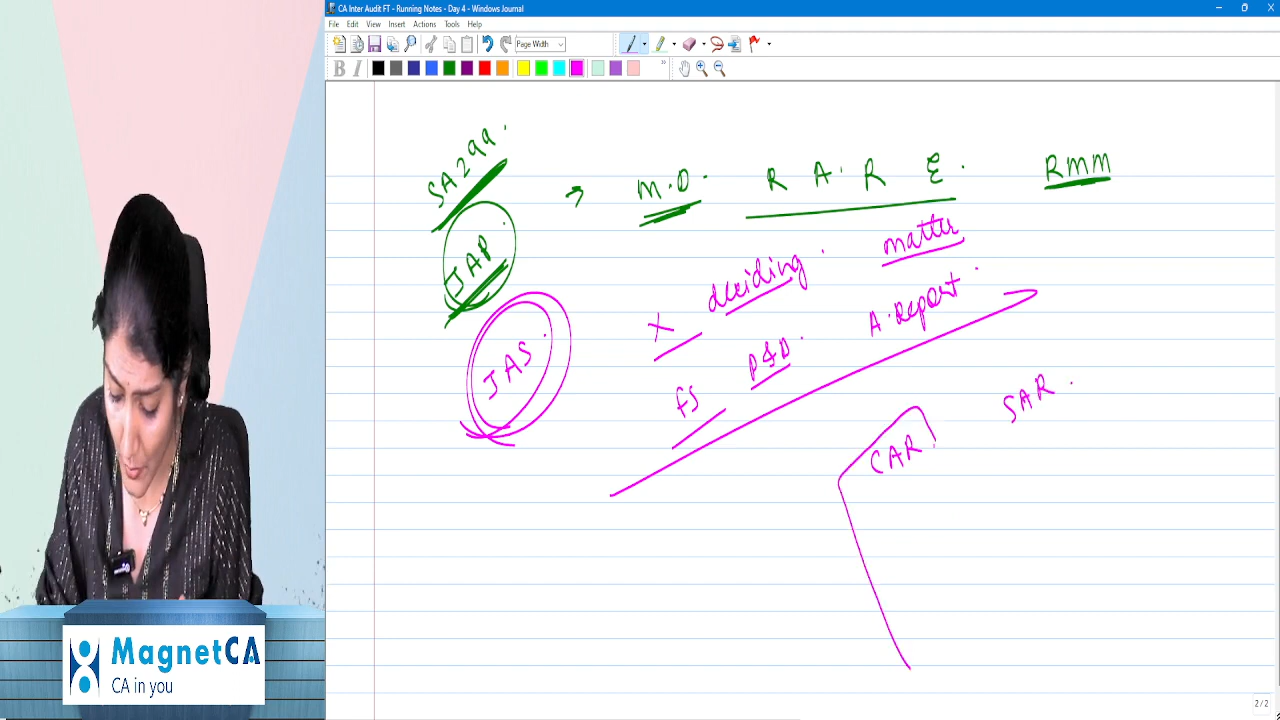 CA Inter Audit FT - Running Notes - Day 4 - Windows Journal
File Edit View Insert Actions Tools Help
Page Width
B I
SA299.
JAP
M.O. R A. R E. RMM
JAS.
X deciding. matter
FS P&D. A. Report.
CAR. SAR.
MagnetCA
CA in you
2 / 2